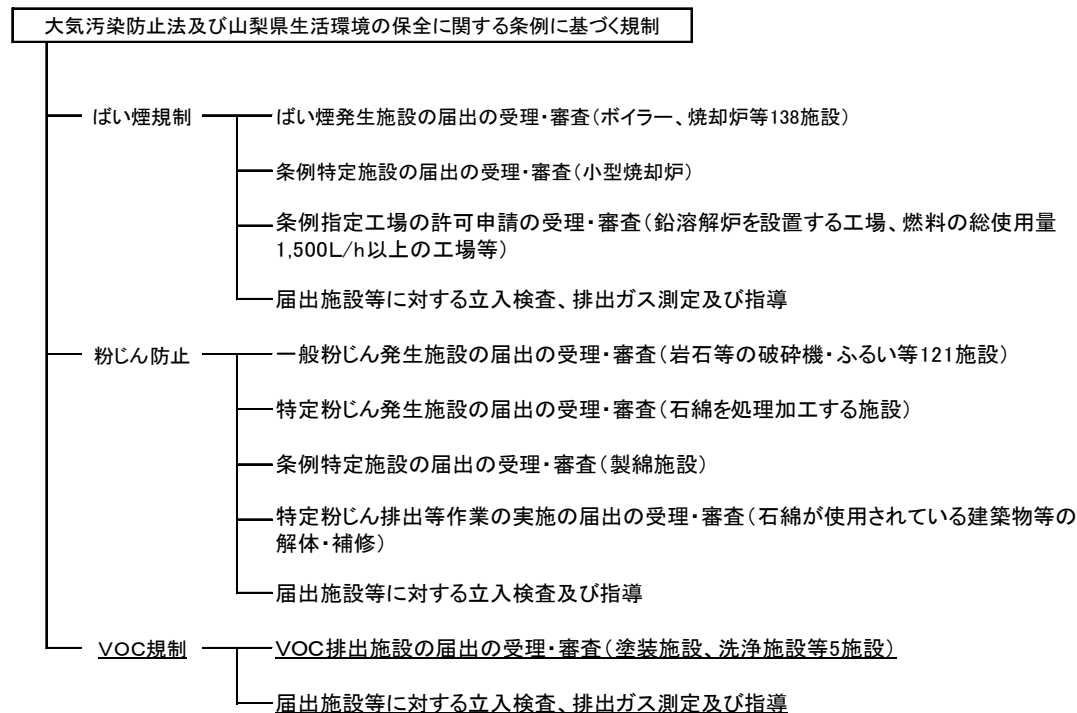 大気汚染防止法及び山梨県生活環境の保全に関する条例に基づく規制
ばい煙規制
ばい煙発生施設の届出の受理・審査(ボイラー、焼却炉等138施設)
条例特定施設の届出の受理・審査(小型焼却炉)
条例指定工場の許可申請の受理・審査(鉛溶解炉を設置する工場、燃料の総使用量
1,500L/h以上の工場等)
届出施設等に対する立入検査、排出ガス測定及び指導
粉じん防止
一般粉じん発生施設の届出の受理・審査(岩石等の破砕機・ふるい等121施設)
特定粉じん発生施設の届出の受理・審査(石綿を処理加工する施設)
条例特定施設の届出の受理・審査(製綿施設)
特定粉じん排出等作業の実施の届出の受理・審査(石綿が使用されている建築物等の
解体・補修)
届出施設等に対する立入検査及び指導
VOC規制
VOC排出施設の届出の受理・審査(塗装施設、洗浄施設等5施設)
届出施設等に対する立入検査、排出ガス測定及び指導